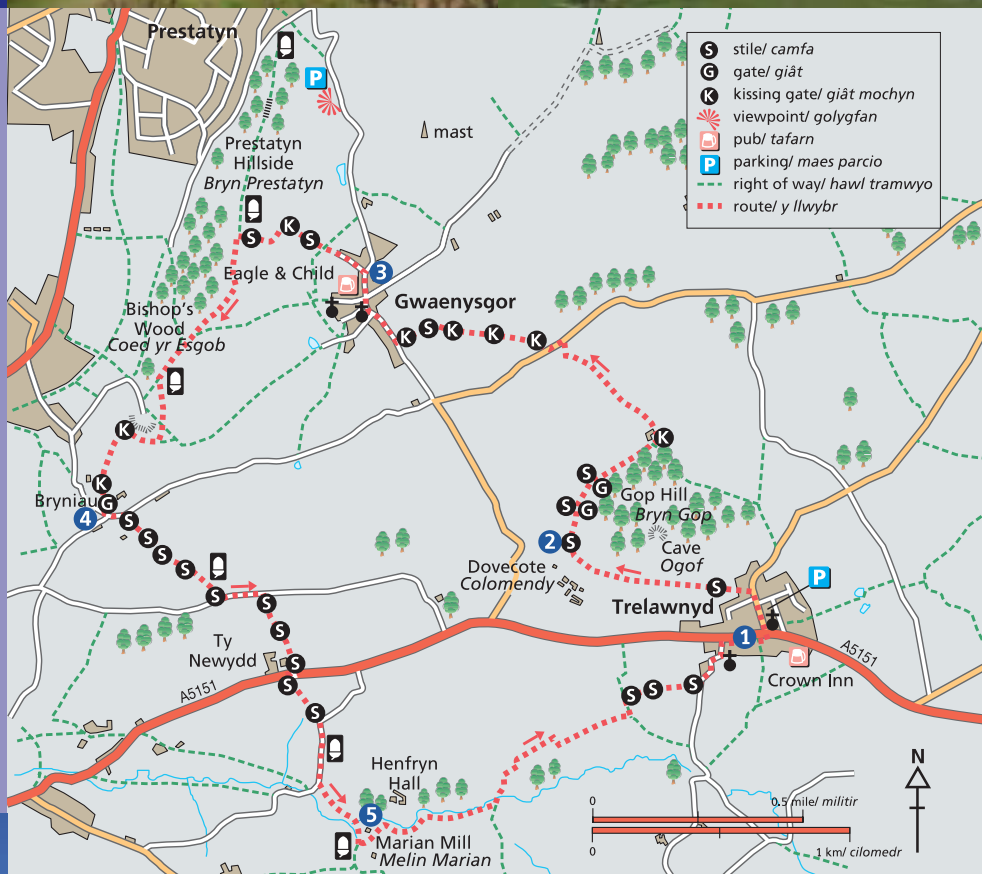 Prestatyn
P
S stile/ camfa
G gate/ giât
K kissing gate/ giât mochyn
viewpoint/ golygfan
pub/ tafarn
P parking/ maes parcio
right of way/ hawl tramwyo
route/ y llwybr
mast
Prestatyn
Hillside
Bryn Prestatyn
S
K
S
Eagle & Child
3
Gwaenysgor
Bishop's
Wood
Coed yr Esgob
K
S
K
K
K
K
K
K
Bryniau
G
4
S
S
S
S
S
S
S
S
S
S
S
G
S
G
Gop Hill
Bryn Gop
2
S
Cave
Ogof
Dovecote
Colomendy
S
P
Trelawnyd
1
A5151
Crown Inn
Ty
Newydd
A5151
S
S
S
Henfryn
Hall
5
Marian Mill
Melin Marian
N
0
0.5 mile/ militir
0
1 km/ cilomedr